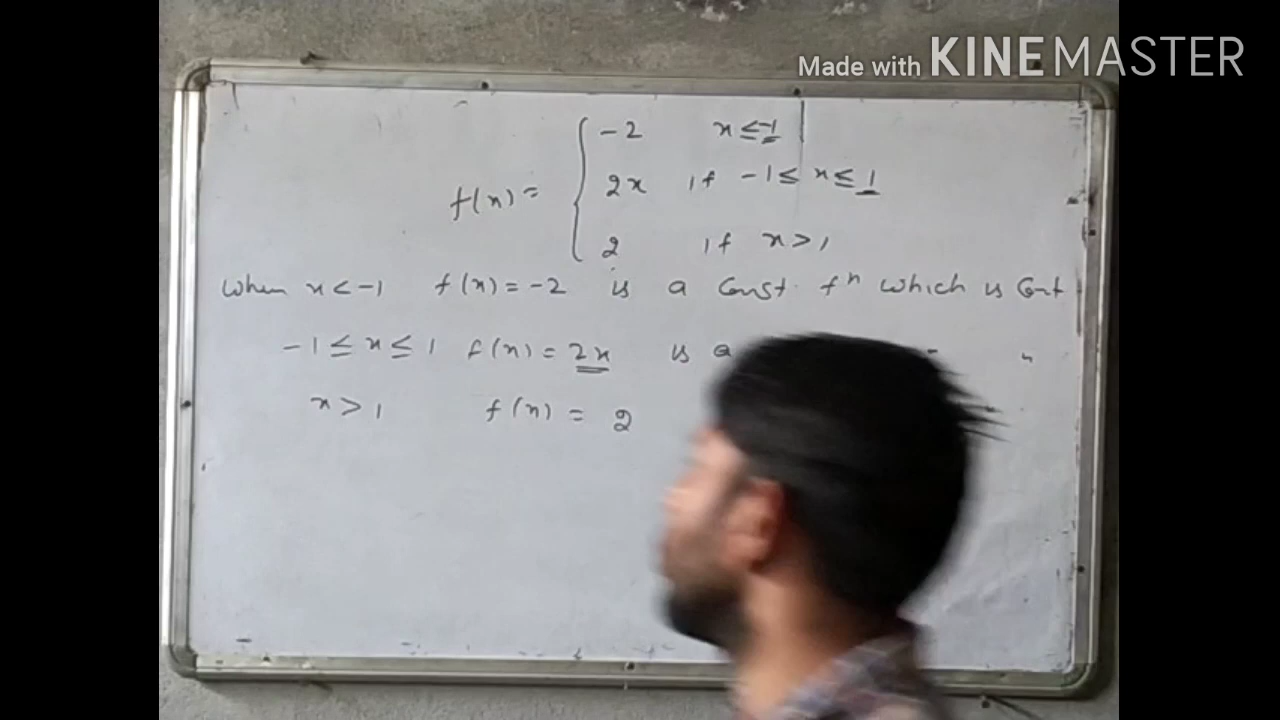 Made with KINEMASTER
-2 x ≤ -1
f(x) = 2x if -1 ≤ x ≤ 1
2 if x > 1
When x < -1 f(x) = -2 is a Const. fⁿ which is Cont
-1 ≤ x ≤ 1 f(x) = 2x is a "
x > 1 f(x) = 2